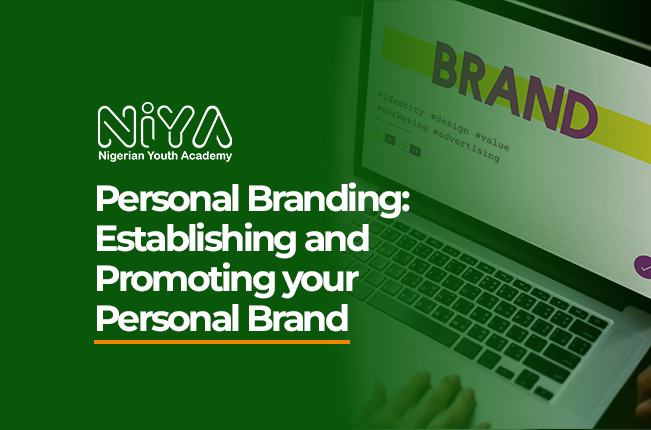 NiYA
Nigerian Youth Academy
Personal Branding:
Establishing and
Promoting your
Personal Brand
BRAND
#identity #design #value
#marketing #advertising